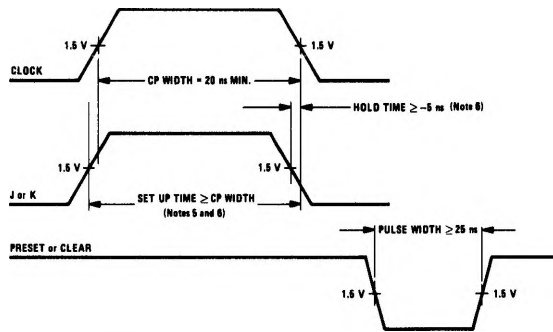 1.5 V
1.5 V
CLOCK
CP WIDTH = 20 ns MIN.
HOLD TIME ≥ -5 ns (Note 6)
1.5 V
1.5 V
J or K
SET UP TIME ≥ CP WIDTH
(Notes 5 and 6)
PULSE WIDTH ≥ 25 ns
PRESET or CLEAR
1.5 V
1.5 V